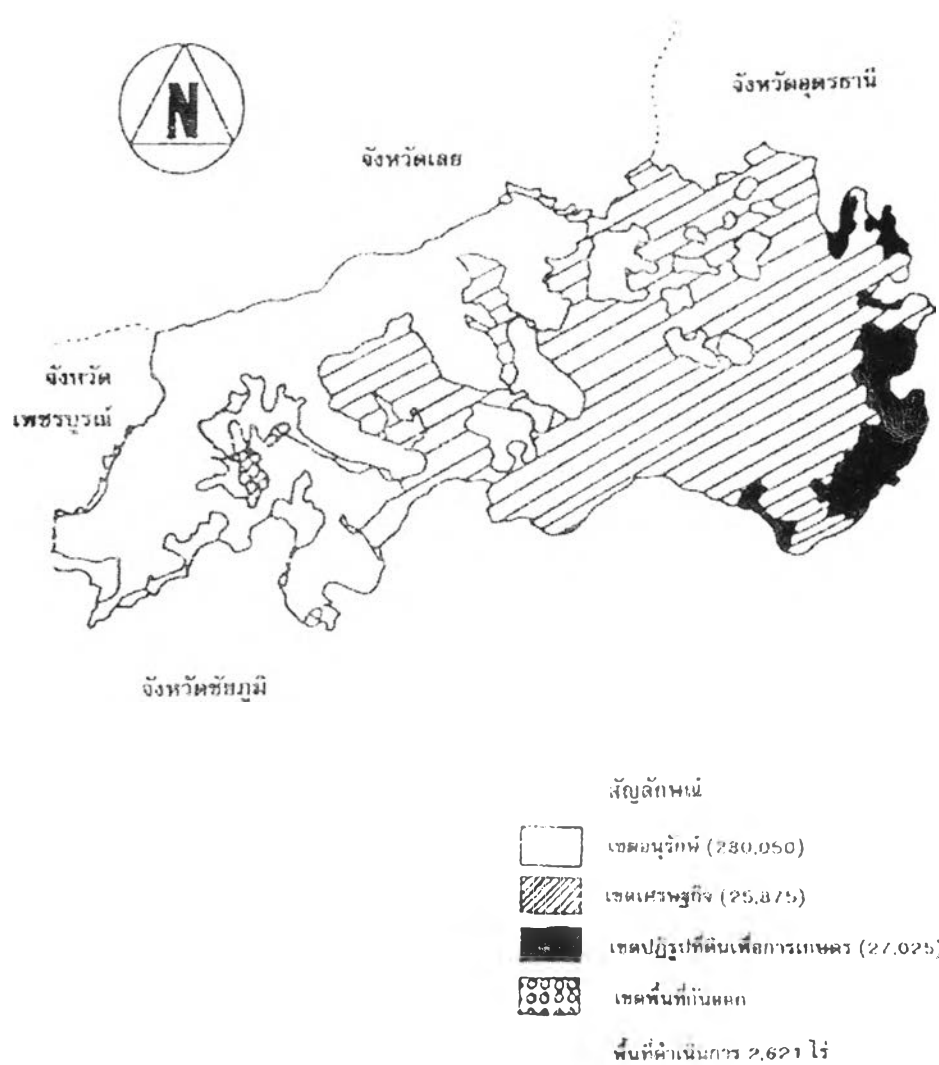 N
จังหวัดอุดรธานี
จังหวัดเลย
จังหวัด
เพชรบูรณ์
จังหวัดชัยภูมิ
สัญลักษณ์
เขตอนุรักษ์ (280,050)
เขตเศรษฐกิจ (25,875)
เขตปฏิรูปที่ดินเพื่อการเกษตร (27,025)
เขตพื้นที่กันออก
พื้นที่ดำเนินการ 2,621 ไร่